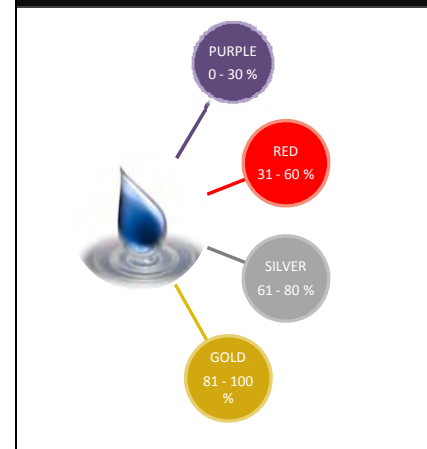 PURPLE
0 - 30 %
RED
31 - 60 %
SILVER
61 - 80 %
GOLD
81 - 100
%